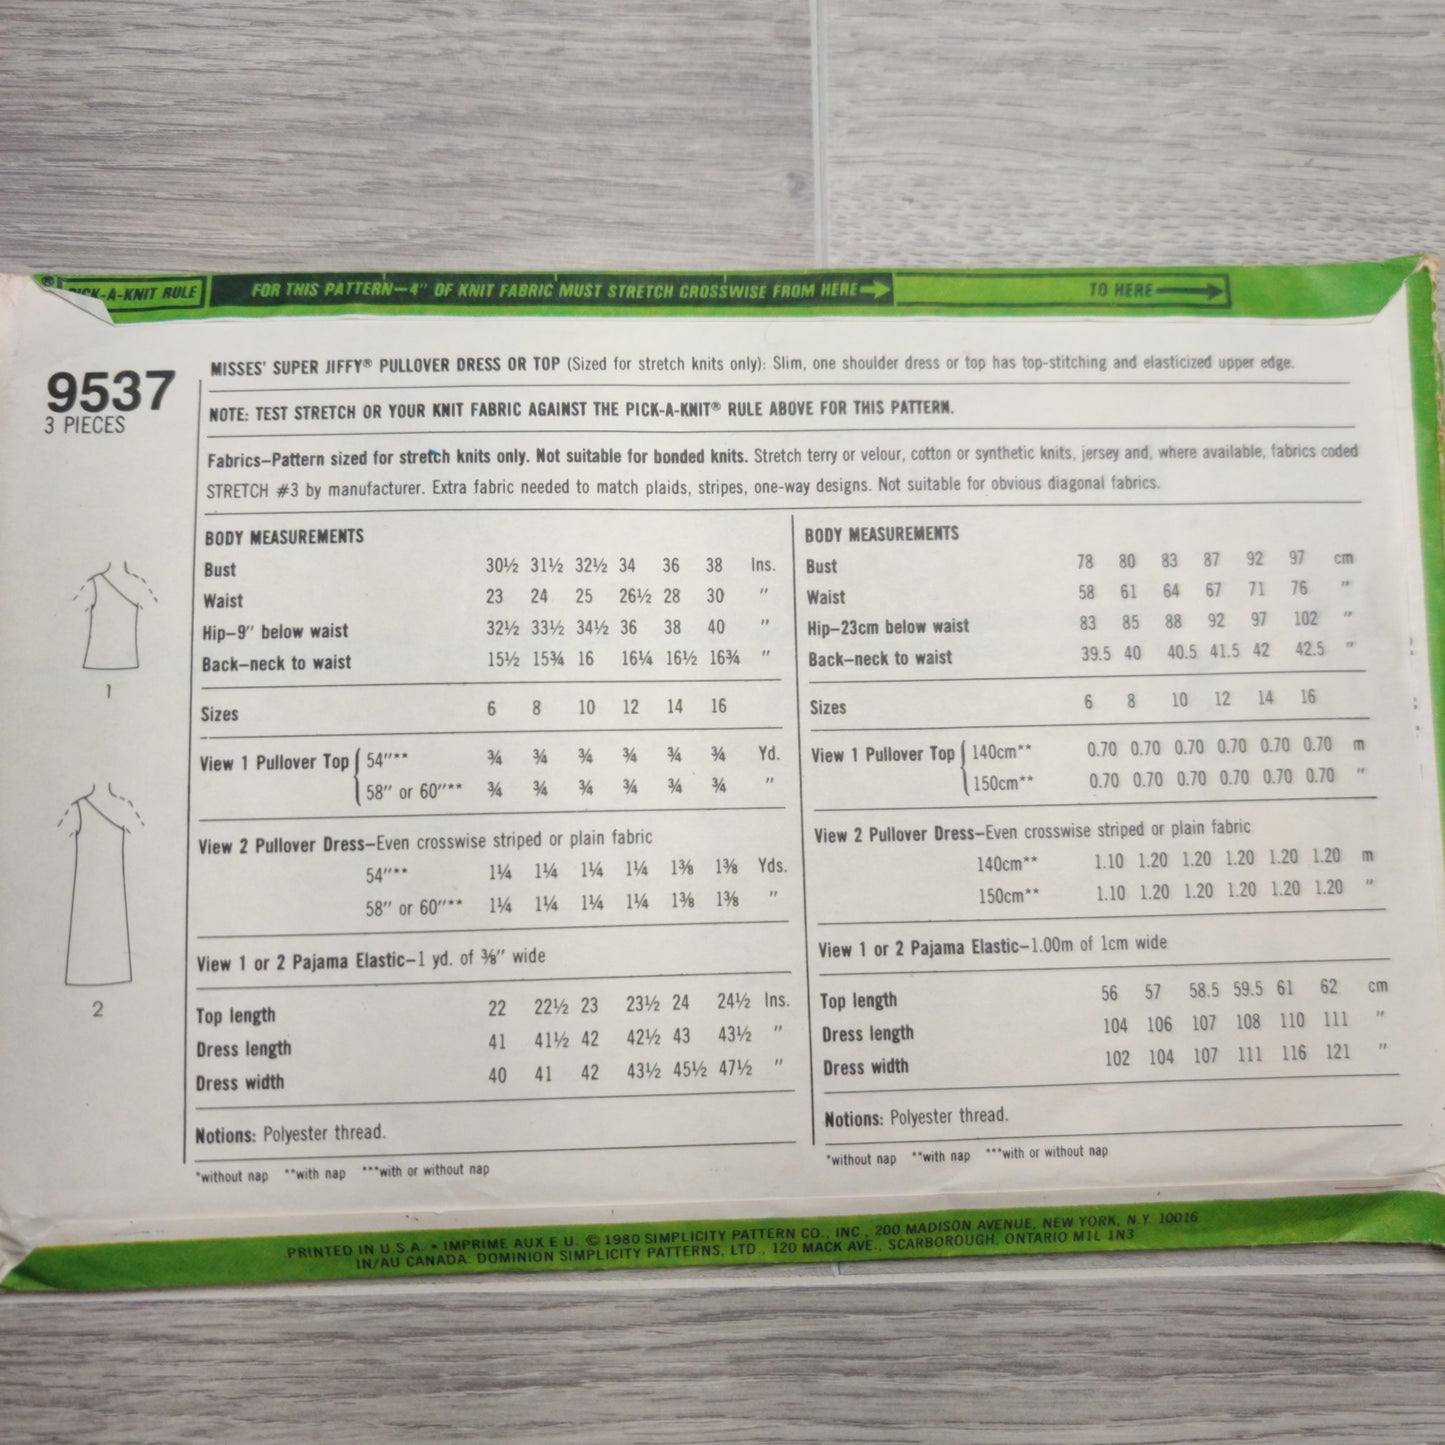 PICK-A-KNIT RULE FOR THIS PATTERN—4" OF KNIT FABRIC MUST STRETCH CROSSWISE FROM HERE TO HERE
9537
3 PIECES
MISSES' SUPER JIFFY® PULLOVER DRESS OR TOP (Sized for stretch knits only): Slim, one shoulder dress or top has top-stitching and elasticized upper edge.
NOTE: TEST STRETCH OR YOUR KNIT FABRIC AGAINST THE PICK-A-KNIT® RULE ABOVE FOR THIS PATTERN.
Fabrics—Pattern sized for stretch knits only. Not suitable for bonded knits. Stretch terry or velour, cotton or synthetic knits, jersey and, where available, fabrics coded
STRETCH #3 by manufacturer. Extra fabric needed to match plaids, stripes, one-way designs. Not suitable for obvious diagonal fabrics.
1
2
BODY MEASUREMENTS
Bust 30½ 31½ 32½ 34 36 38 Ins.
Waist 23 24 25 26½ 28 30 "
Hip—9" below waist 32½ 33½ 34½ 36 38 40 "
Back—neck to waist 15½ 15¾ 16 16¼ 16½ 16¾ "
Sizes 6 8 10 12 14 16
View 1 Pullover Top 54"** ¾ ¾ ¾ ¾ ¾ ¾ Yd.
58" or 60"** ¾ ¾ ¾ ¾ ¾ ¾ "
View 2 Pullover Dress—Even crosswise striped or plain fabric
54"** 1¼ 1¼ 1¼ 1¼ 1⅜ 1⅜ Yds.
58" or 60"** 1¼ 1¼ 1¼ 1¼ 1⅜ 1⅜ "
View 1 or 2 Pajama Elastic—1 yd. of ⅜" wide
Top length 22 22½ 23 23½ 24 24½ Ins.
Dress length 41 41½ 42 42½ 43 43½ "
Dress width 40 41 42 43½ 45½ 47½ "
Notions: Polyester thread.
*without nap **with nap ***with or without nap
BODY MEASUREMENTS
Bust 78 80 83 87 92 97 cm
Waist 58 61 64 67 71 76 "
Hip—23cm below waist 83 85 88 92 97 102 "
Back—neck to waist 39.5 40 40.5 41.5 42 42.5 "
Sizes 6 8 10 12 14 16
View 1 Pullover Top 140cm** 0.70 0.70 0.70 0.70 0.70 0.70 m
150cm** 0.70 0.70 0.70 0.70 0.70 0.70 "
View 2 Pullover Dress—Even crosswise striped or plain fabric
140cm** 1.10 1.20 1.20 1.20 1.20 1.20 m
150cm** 1.10 1.20 1.20 1.20 1.20 1.20 "
View 1 or 2 Pajama Elastic—1.00m of 1cm wide
Top length 56 57 58.5 59.5 61 62 cm
Dress length 104 106 107 108 110 111 "
Dress width 102 104 107 111 116 121 "
Notions: Polyester thread.
*without nap **with nap ***with or without nap
PRINTED IN U.S.A. • IMPRIME AUX E U. © 1980 SIMPLICITY PATTERN CO., INC., 200 MADISON AVENUE, NEW YORK, N.Y. 10016
IN/AU CANADA: DOMINION SIMPLICITY PATTERNS, LTD., 120 MACK AVE., SCARBOROUGH, ONTARIO M1L 1N3